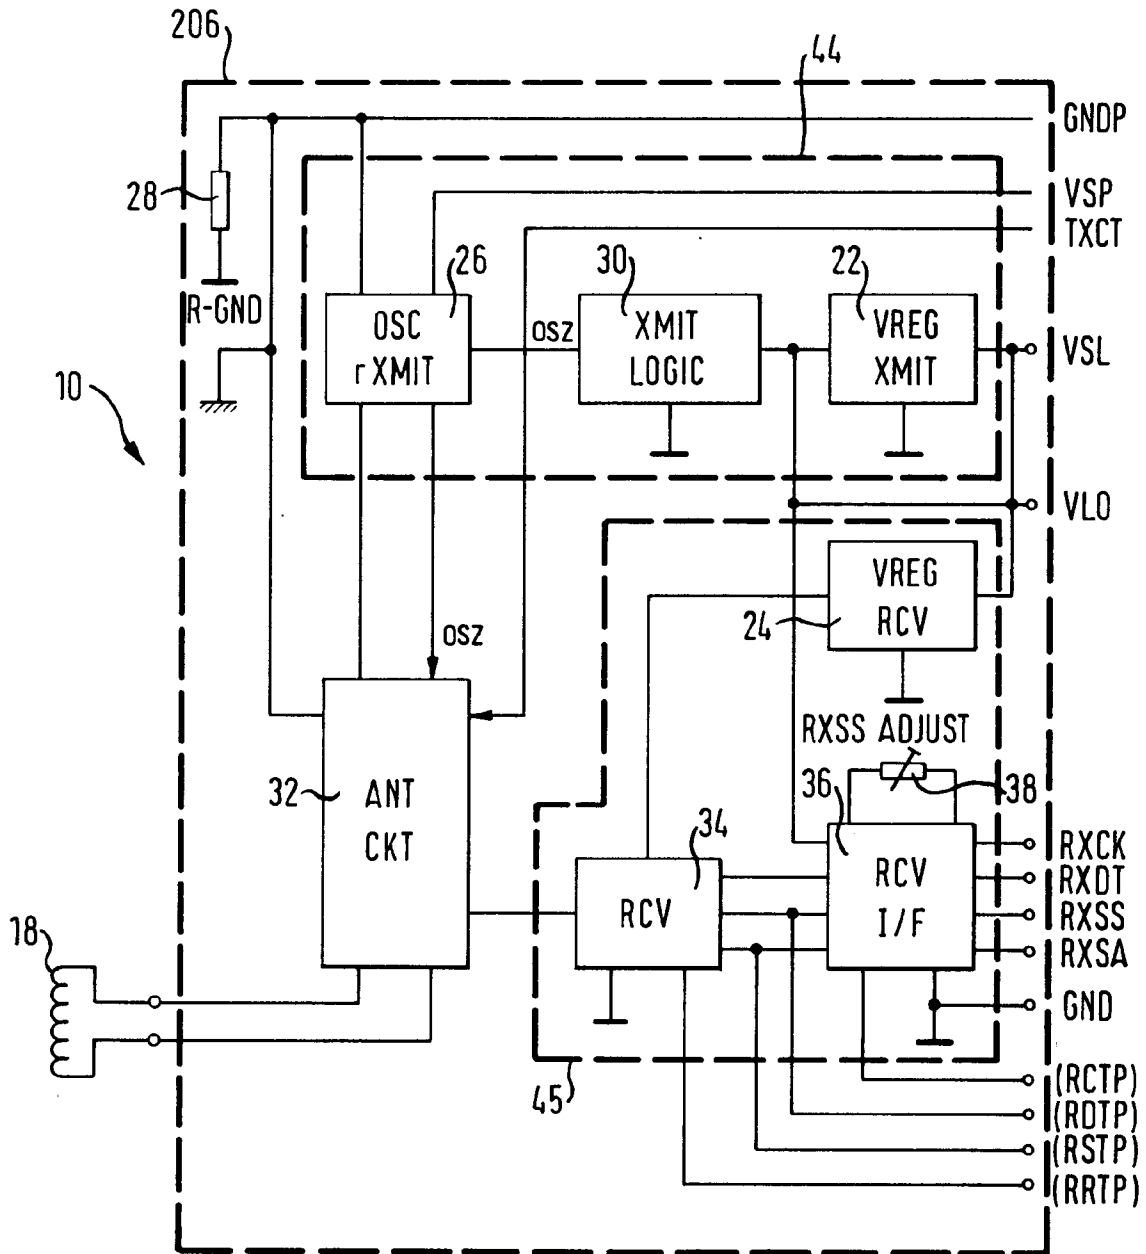 206
44
GNDP
28
VSP
TXCT
R-GND
26
30
22
OSC
rXMIT
OSZ
XMIT
LOGIC
VREG
XMIT
VSL
10
VLO
VREG
RCV
24
OSZ
RXSS ADJUST
32
ANT
CKT
36
38
34
RCV
RCV
I/F
RXCK
RXDT
RXSS
RXSA
18
GND
45
(RCTP)
(RDTP)
(RSTP)
(RRTP)